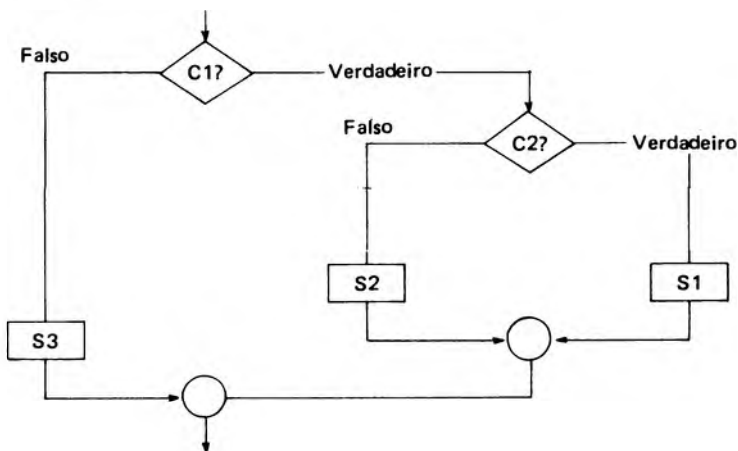 Falso
C1?
Verdadeiro
Falso
C2?
Verdadeiro
S2
S1
S3